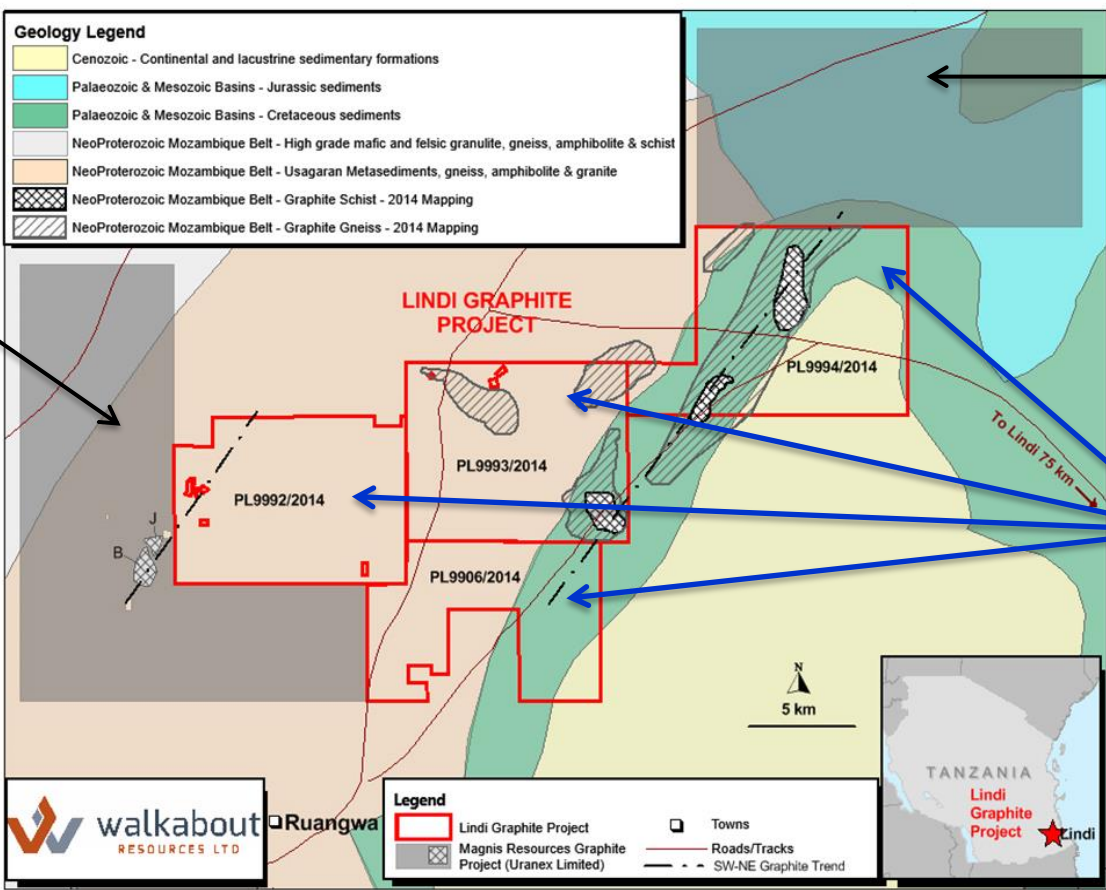 Geology Legend
Cenozoic - Continental and lacustrine sedimentary formations
Palaeozoic & Mesozoic Basins - Jurassic sediments
Palaeozoic & Mesozoic Basins - Cretaceous sediments
NeoProterozoic Mozambique Belt - High grade mafic and felsic granulite, gneiss, amphibolite & schist
NeoProterozoic Mozambique Belt - Usagaran Metasediments, gneiss, amphibolite & granite
NeoProterozoic Mozambique Belt - Graphite Schist - 2014 Mapping
NeoProterozoic Mozambique Belt - Graphite Gneiss - 2014 Mapping
LINDI GRAPHITE
PROJECT
PL9994/2014
To Lindi 75 km
PL9993/2014
PL9992/2014
J
B
PL9906/2014
N
5 km
walkabout
RESOURCES LTD
Ruangwa
Legend
Lindi Graphite Project
Magnis Resources Graphite
Project (Uranex Limited)
Towns
Roads/Tracks
SW-NE Graphite Trend
TANZANIA
Lindi
Graphite
Project
Lindi